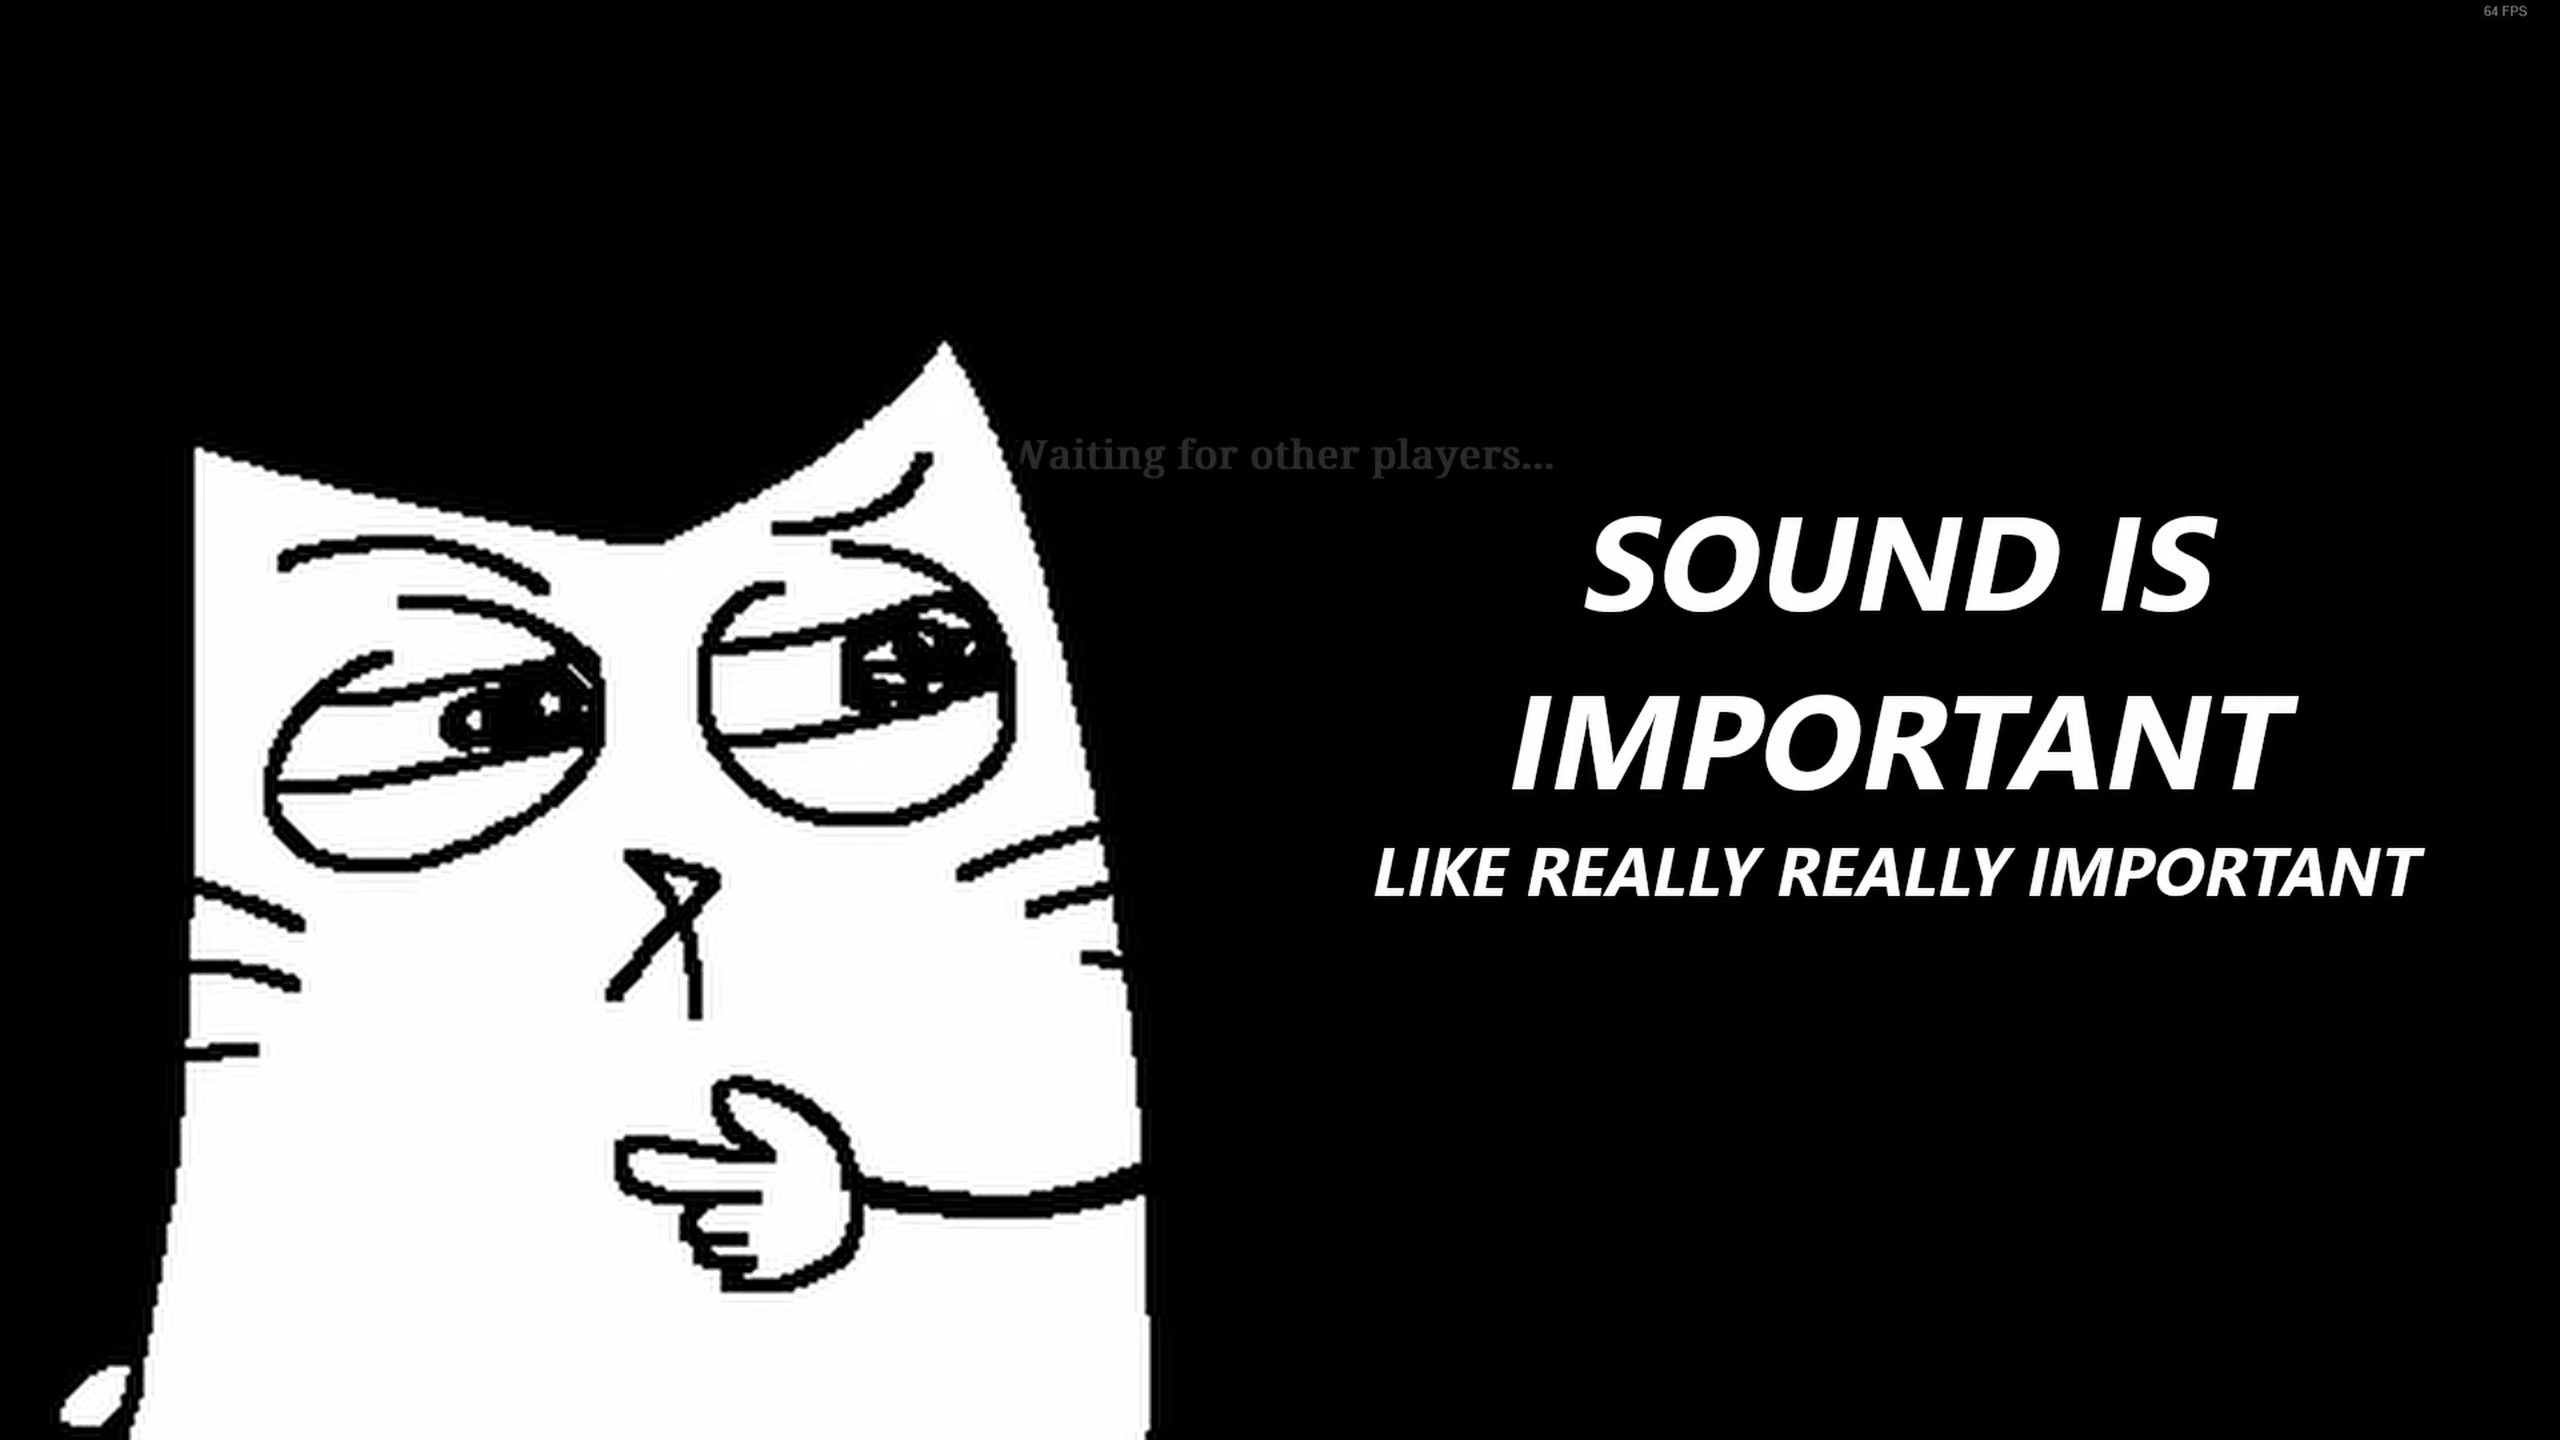 64 FPS
Waiting for other players...
SOUND IS
IMPORTANT
LIKE REALLY REALLY IMPORTANT